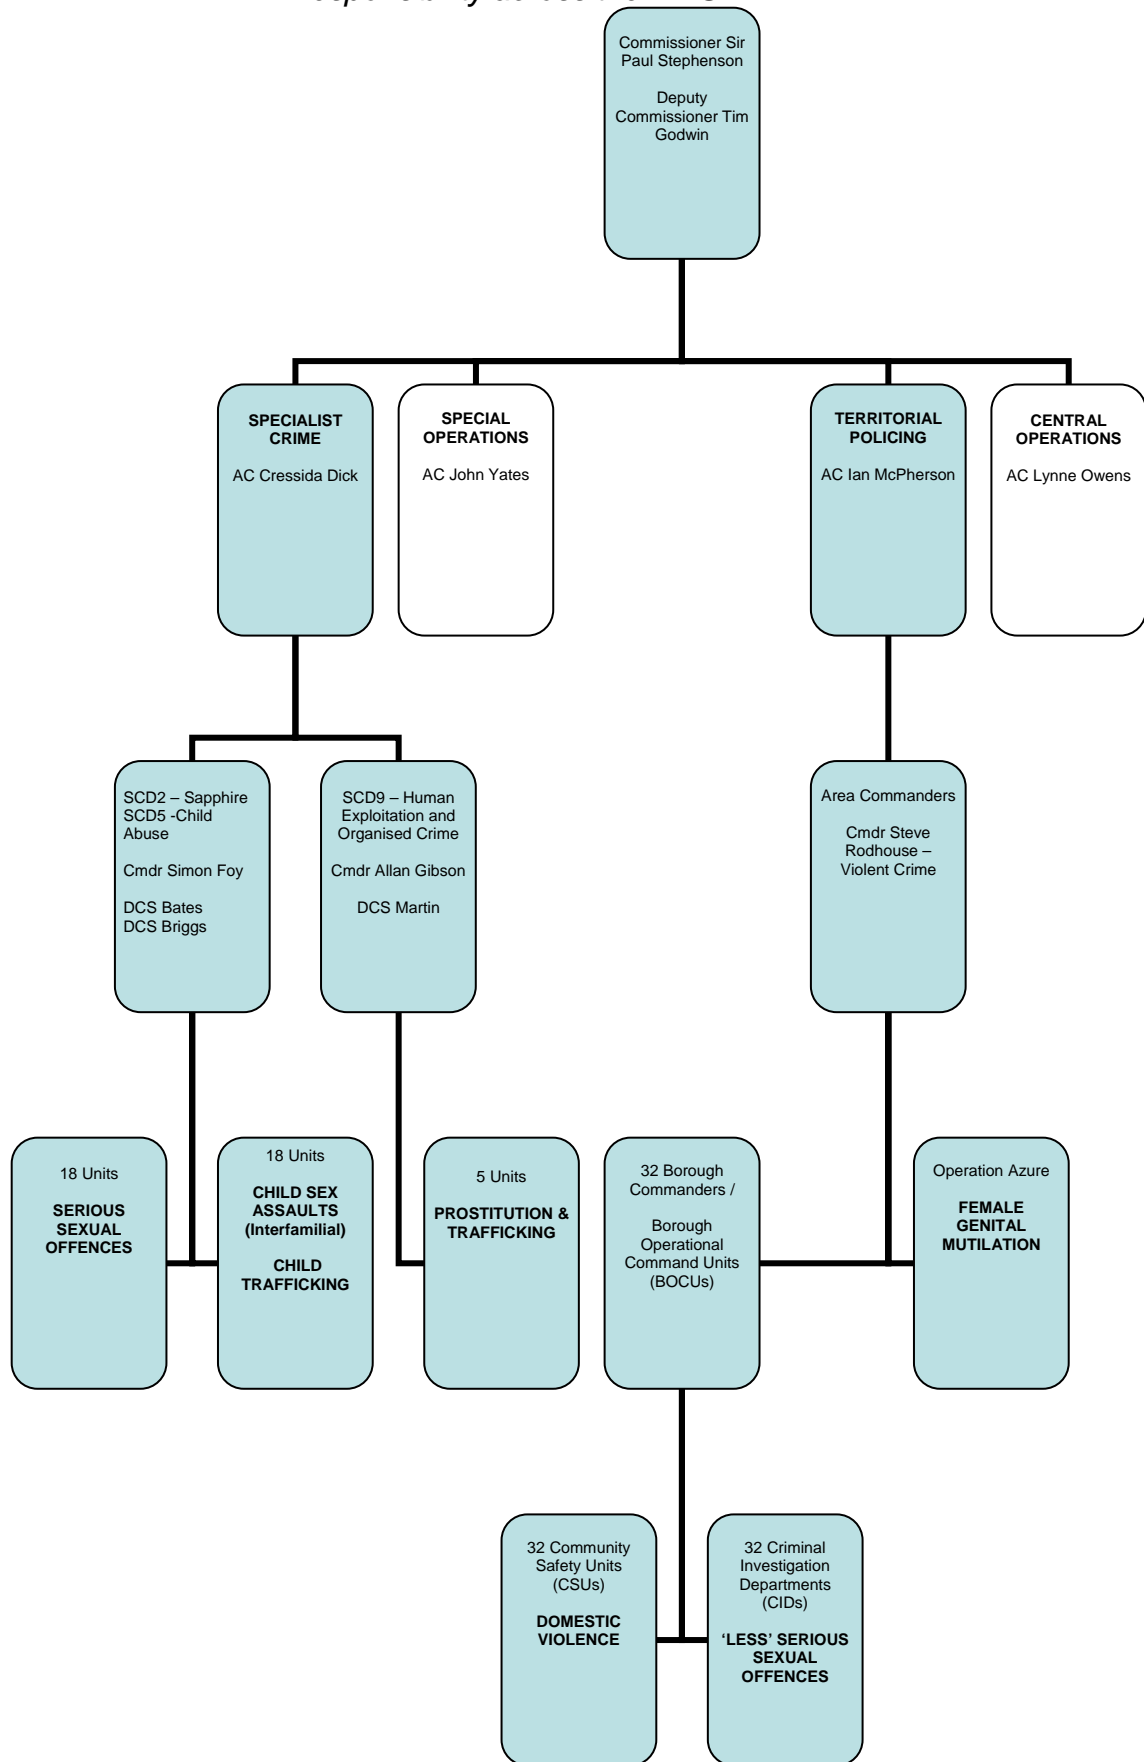 Commissioner Sir
Paul Stephenson
Deputy
Commissioner Tim
Godwin
SPECIALIST
CRIME
AC Cressida Dick
SPECIAL
OPERATIONS
AC John Yates
TERRITORIAL
POLICING
AC Ian McPherson
CENTRAL
OPERATIONS
AC Lynne Owens
SCD2 – Sapphire
SCD5 -Child
Abuse
Cmdr Simon Foy
DCS Bates
DCS Briggs
SCD9 – Human
Exploitation and
Organised Crime
Cmdr Allan Gibson
DCS Martin
Area Commanders
Cmdr Steve
Rodhouse –
Violent Crime
18 Units
SERIOUS
SEXUAL
OFFENCES
18 Units
CHILD SEX
ASSAULTS
(Interfamilial)
CHILD
TRAFFICKING
5 Units
PROSTITUTION &
TRAFFICKING
32 Borough
Commanders /
Borough
Operational
Command Units
(BOCUs)
Operation Azure
FEMALE
GENITAL
MUTILATION
32 Community
Safety Units
(CSUs)
DOMESTIC
VIOLENCE
32 Criminal
Investigation
Departments
(CIDs)
‘LESS’ SERIOUS
SEXUAL
OFFENCES